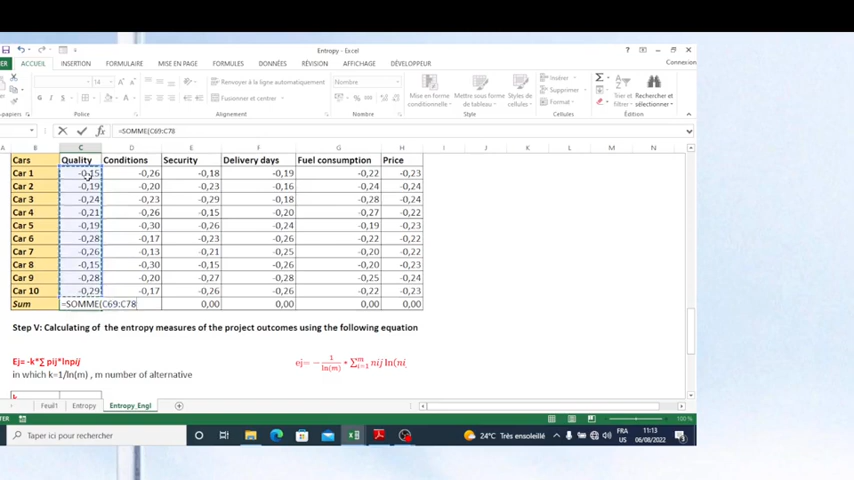 Entropy - Excel
ACCUEIL INSERTION FORMULAIRE MISE EN PAGE FORMULES DONNÉES RÉVISION AFFICHAGE DÉVELOPPEUR Connexion
14 Renvoyer à la ligne automatiquement Nombre Insérer
Fusionner et centrer Mise en forme conditionnelle Mettre sous forme de tableau Styles de cellules Supprimer Format Trier et filtrer Rechercher et sélectionner
Police Alignement Nombre Style Cellules Édition
=SOMME(C69:C78
A B C D E F G H I J K L M N
Cars Quality Conditions Security Delivery days Fuel consumption Price
Car 1 -0,15 -0,26 -0,18 -0,19 -0,22 -0,23
Car 2 -0,19 -0,20 -0,23 -0,16 -0,24 -0,24
Car 3 -0,24 -0,23 -0,29 -0,18 -0,28 -0,24
Car 4 -0,21 -0,26 -0,15 -0,20 -0,27 -0,22
Car 5 -0,19 -0,30 -0,26 -0,24 -0,19 -0,24
Car 6 -0,28 -0,17 -0,23 -0,26 -0,22 -0,22
Car 7 -0,26 -0,13 -0,21 -0,25 -0,20 -0,23
Car 8 -0,15 -0,30 -0,15 -0,26 -0,20 -0,23
Car 9 -0,28 -0,20 -0,27 -0,28 -0,25 -0,24
Car 10 -0,29 -0,17 -0,26 -0,26 -0,22 -0,23
Sum =SOMME(C69:C78 0,00 0,00 0,00 0,00
Step V: Calculating of the entropy measures of the project outcomes using the following equation
Ej= -k*∑ pij*lnpij
ej= − 1/ln(m) * ∑ᵐᵢ₌₁ nij ln(ni
in which k=1/ln(m) , m number of alternative
k
Feuil1 Entropy Entropy_Engl
100 %
Taper ici pour rechercher 24°C Très ensoleillé FRA US 11:13 06/08/2022